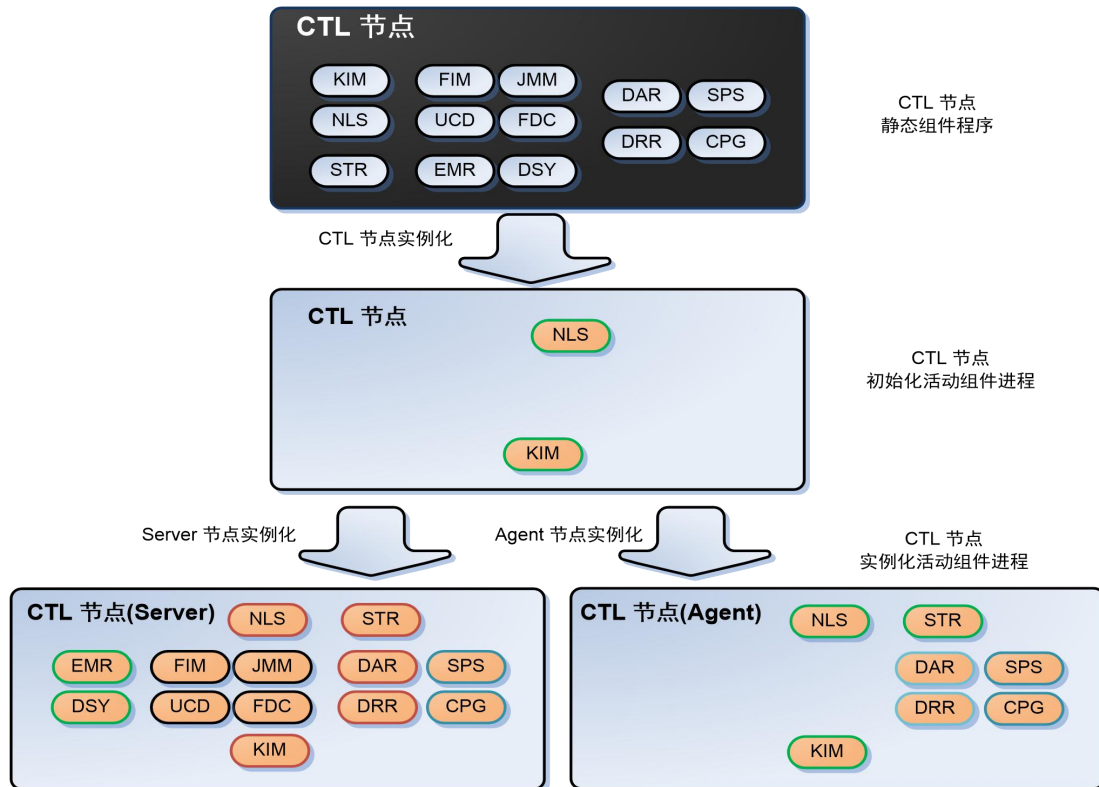 CTL 节点
KIM
FIM
JMM
DAR
SPS
NLS
UCD
FDC
DRR
CPG
STR
EMR
DSY
CTL 节点
静态组件程序
CTL 节点实例化
CTL 节点
NLS
KIM
CTL 节点
初始化活动组件进程
Server 节点实例化
Agent 节点实例化
CTL 节点
实例化活动组件进程
CTL 节点(Server)
NLS
STR
EMR
FIM
JMM
DAR
SPS
DSY
UCD
FDC
DRR
CPG
KIM
CTL 节点(Agent)
NLS
STR
DAR
SPS
DRR
CPG
KIM